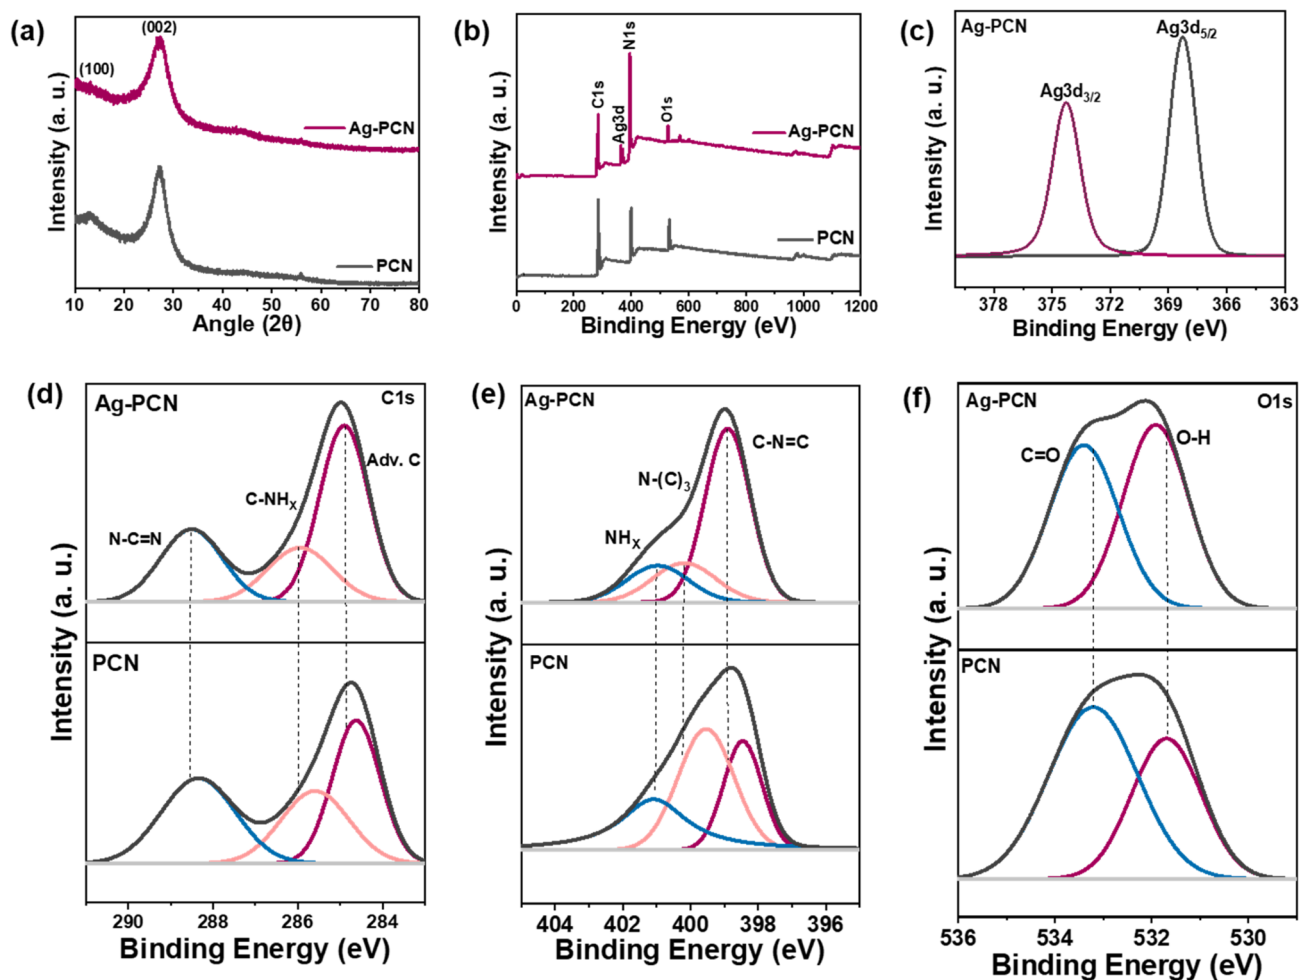 (a)
(002)
(100)
Ag-PCN
PCN
Intensity (a. u.)
10 20 30 40 50 60 70 80
Angle (2θ)
(b)
N1s
C1s
Ag3d
O1s
Ag-PCN
PCN
Intensity (a. u.)
0 200 400 600 800 1000 1200
Binding Energy (eV)
(c)
Ag-PCN
Ag3d5/2
Ag3d3/2
Intensity (a. u.)
378 375 372 369 366 363
Binding Energy (eV)
(d)
Ag-PCN
C1s
Adv. C
C-NHX
N-C=N
PCN
Intensity (a. u.)
290 288 286 284
Binding Energy (eV)
(e)
Ag-PCN
C-N=C
N-(C)3
NHX
PCN
Intensity (a. u.)
404 402 400 398 396
Binding Energy (eV)
(f)
Ag-PCN
O1s
C=O
O-H
PCN
Intensity (a. u.)
536 534 532 530
Binding Energy (eV)